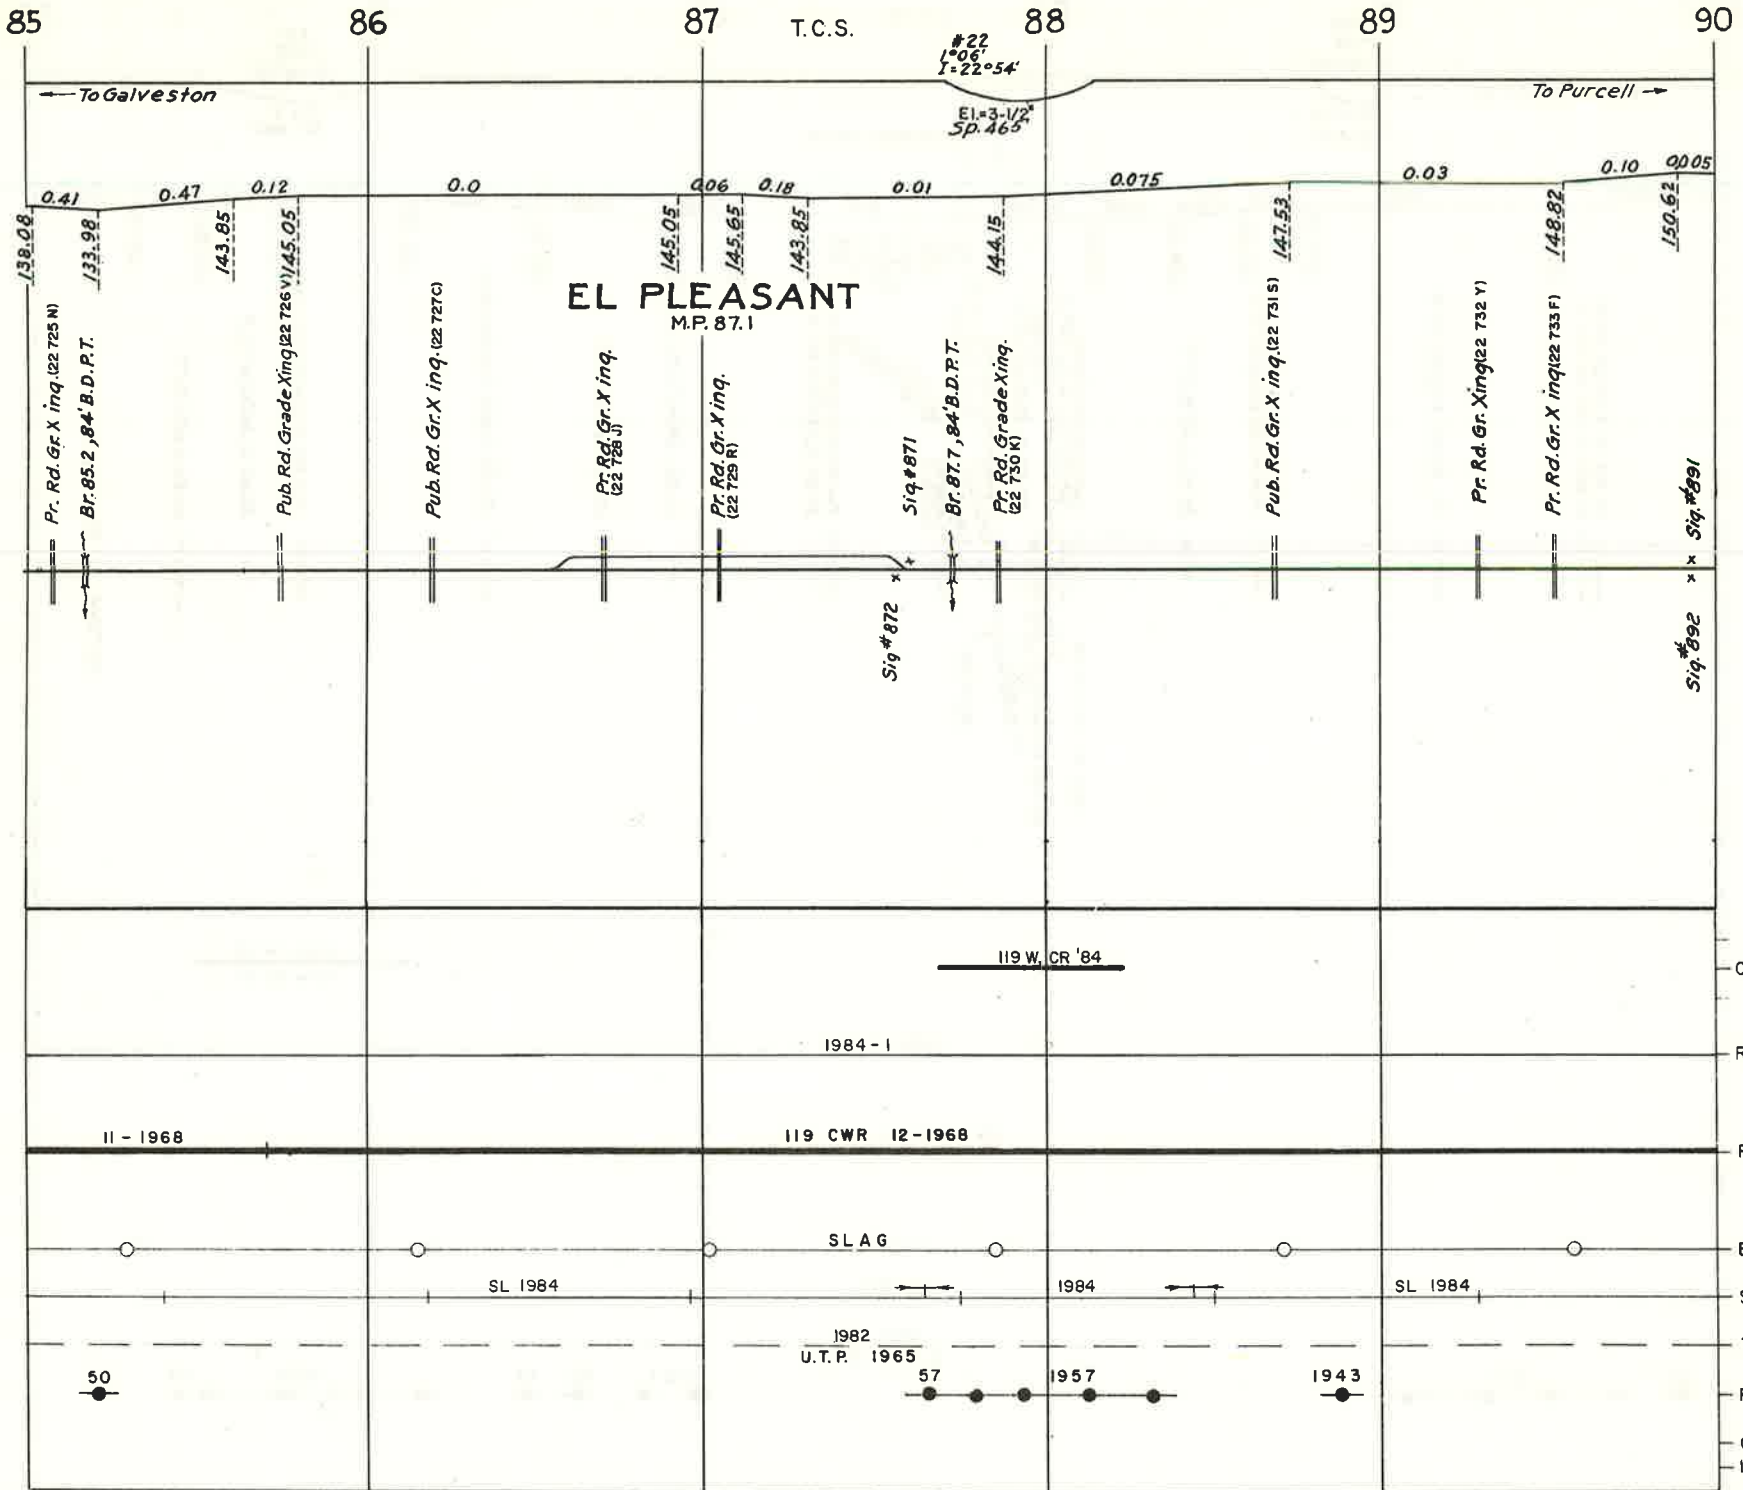 85 86 87 T.C.S. 88 89 90
#22
1°06'
I=22°54'
←To Galveston
To Purcell→
El.=3-1/2"
Sp. 465'
0.41 0.47 0.12 0.0 0.06 0.18 0.01 0.075 0.03 0.10 0.05
138.08 133.98 143.85 145.05 145.05 145.65 143.85 144.15 147.53 148.82 150.62
EL PLEASANT
M.P. 87.1
Pr. Rd. Gr. X ing. (22 725 N)
Br. 85.2, 84' B.D.P.T.
Pub. Rd. Grade Xing (22 726 V)
Pub. Rd. Gr. X ing. (22 727 C)
Pr. Rd. Gr. X ing.
(22 728 J)
Pr. Rd. Gr. X ing.
(22 729 R)
Sig #871
Sig #872
Br. 87.7, 84' B.D.P.T.
Pr. Rd. Grade Xing.
(22 730 K)
Pub. Rd. Gr. X ing. (22 731 S)
Pr. Rd. Gr. Xing (22 732 Y)
Pr. Rd. Gr. X ing (22 733 F)
Sig. #891
Sig. #892
119 W, CR '84
1984-1
11-1968 119 CWR 12-1968
SLAG
SL 1984 1984 SL 1984
1982
U.T.P. 1965
50 57 1957 1943